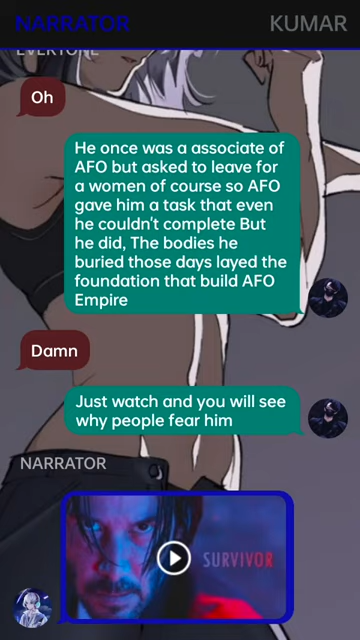 NARRATOR
KUMAR
EVERYONE
Oh
He once was a associate of
AFO but asked to leave for
a women of course so AFO
gave him a task that even
he couldn't complete But
he did, The bodies he
buried those days layed the
foundation that build AFO
Empire
Damn
Just watch and you will see
why people fear him
NARRATOR
SURVIVOR